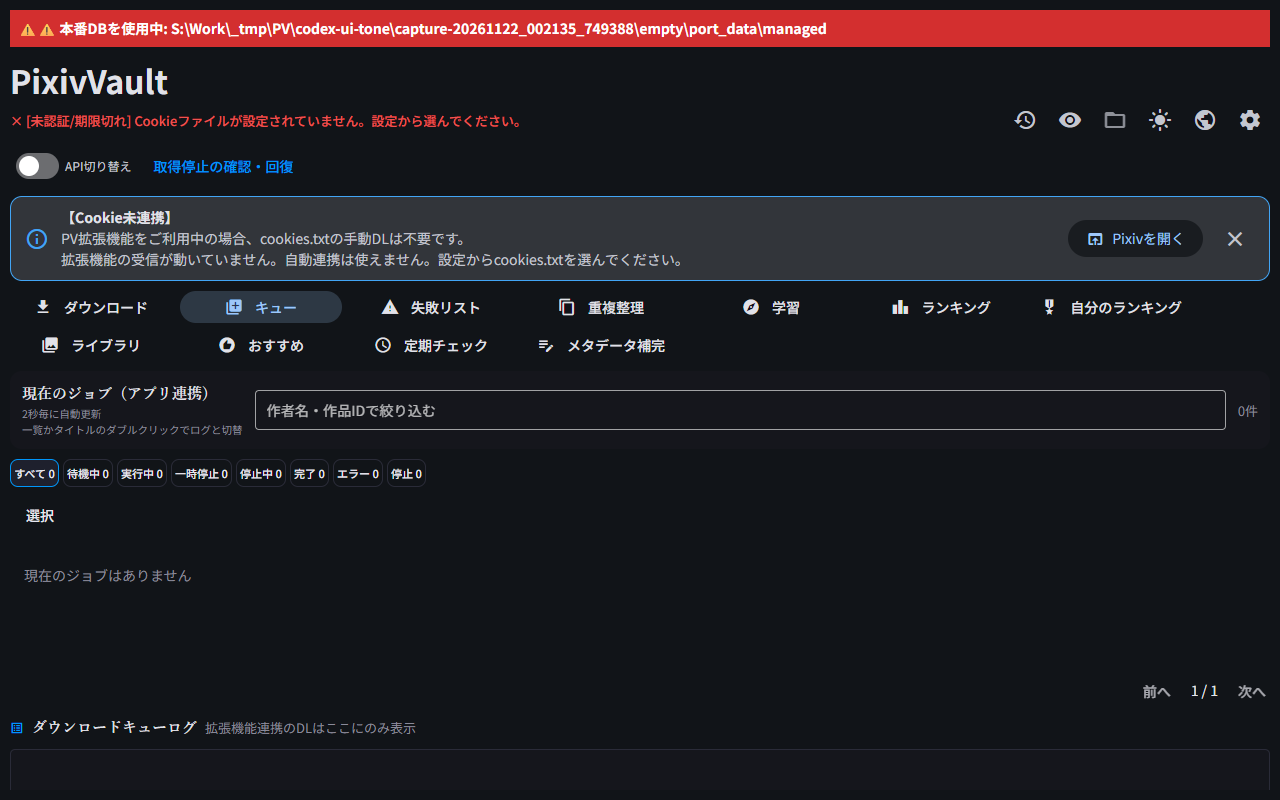 ⚠ ⚠ 本番DBを使用中: S:\Work\_tmp\PV\codex-ui-tone\capture-20261122_002135_749388\empty\port_data\managed
PixivVault
× [未認証/期限切れ] Cookieファイルが設定されていません。設定から選んでください。
API切り替え 取得停止の確認・回復
【Cookie未連携】
PV拡張機能をご利用中の場合、cookies.txtの手動DLは不要です。
拡張機能の受信が動いていません。自動連携は使えません。設定からcookies.txtを選んでください。
Pixivを開く
ダウンロード キュー 失敗リスト 重複整理 学習 ランキング 自分のランキング
ライブラリ おすすめ 定期チェック メタデータ補完
現在のジョブ（アプリ連携）
2秒毎に自動更新
一覧かタイトルのダブルクリックでログと切替
作者名・作品IDで絞り込む
0件
すべて 0 待機中 0 実行中 0 一時停止 0 停止中 0 完了 0 エラー 0 停止 0
選択
現在のジョブはありません
前へ 1 / 1 次へ
ダウンロードキューログ 拡張機能連携のDLはここにのみ表示